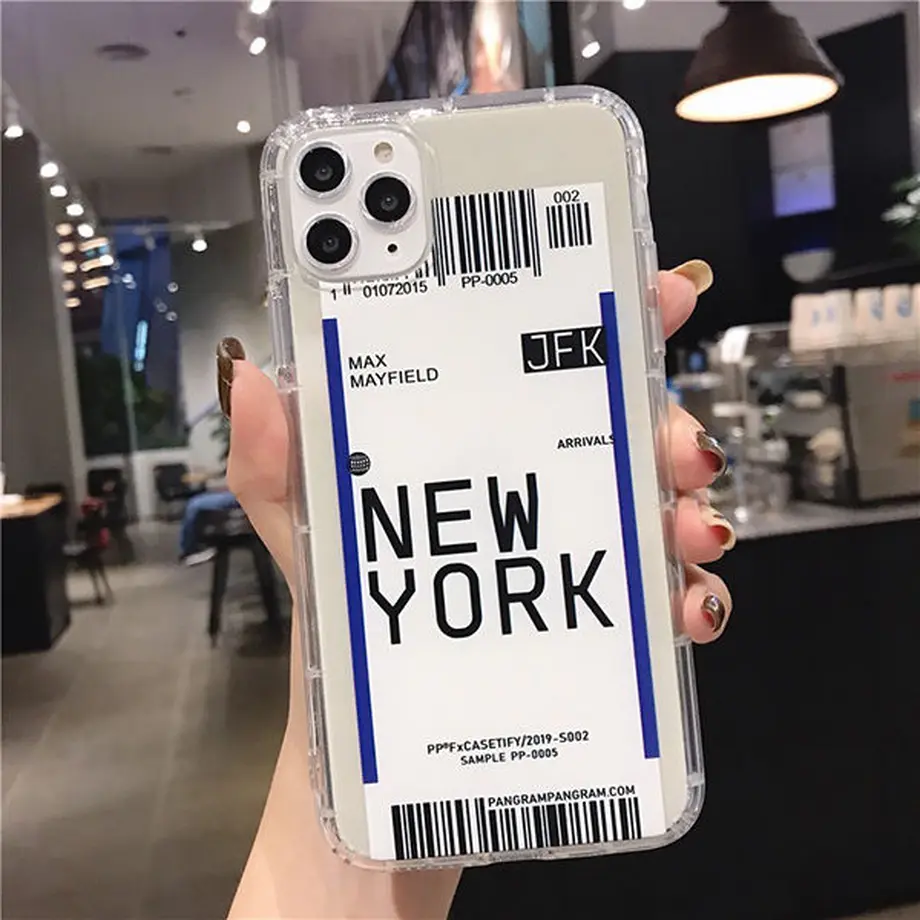 002
01072015
PP-0005
MAX
MAYFIELD
JFK
ARRIVALS
NEW
YORK
PP®FxCASETIFY/2019-S002
SAMPLE PP-0005
PANGRAMPANGRAM.COM